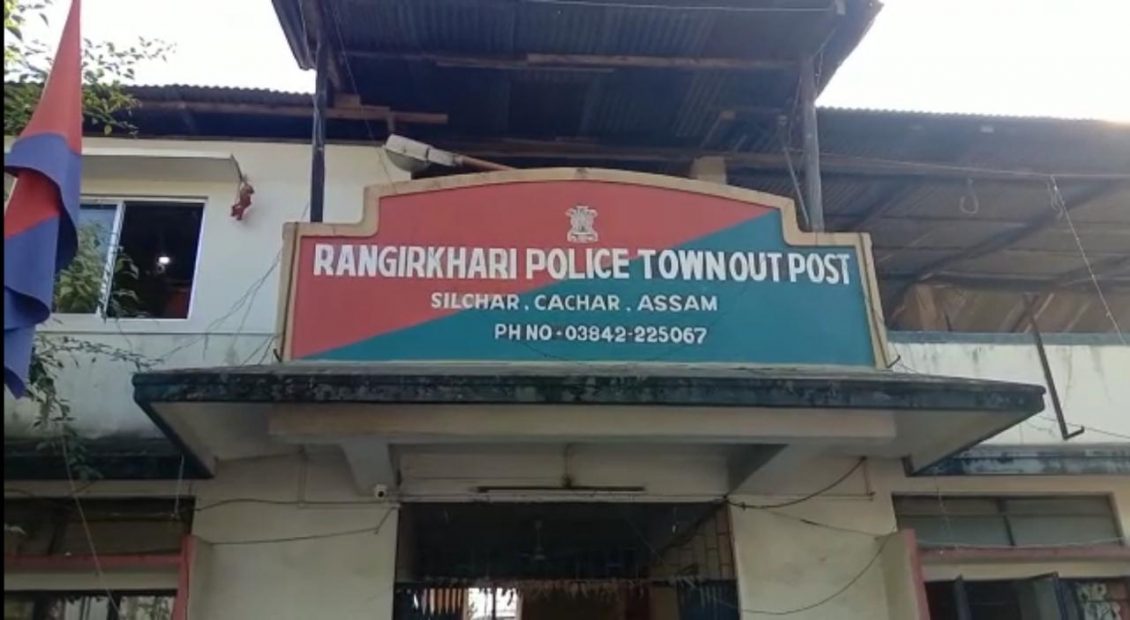 RANGIRKHARI POLICE TOWN OUT POST
SILCHAR, CACHAR, ASSAM
PH NO-03842-225067